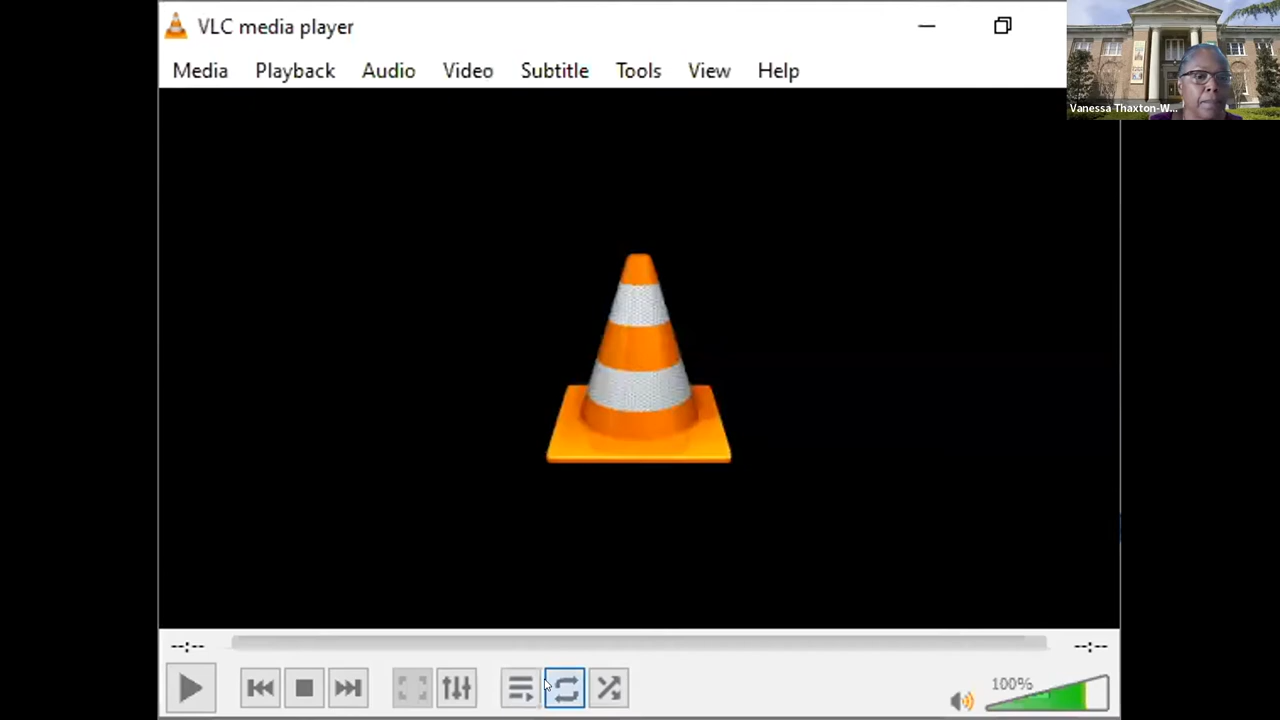 VLC media player
Media Playback Audio Video Subtitle Tools View Help
Vanessa Thaxton-W...
--:-- --:--
100%